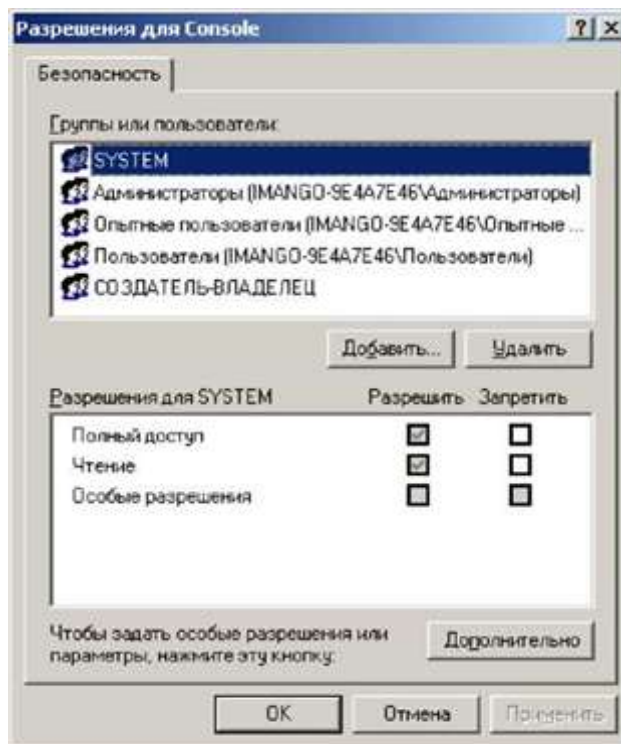 Разрешения для Console
Безопасность
Группы или пользователи:
SYSTEM
Администраторы (IMANGO-9E4A7E46\Администраторы)
Опытные пользователи (IMANGO-9E4A7E46\Опытные ...
Пользователи (IMANGO-9E4A7E46\Пользователи)
СОЗДАТЕЛЬ-ВЛАДЕЛЕЦ
Добавить... Удалить
Разрешения для SYSTEM Разрешить Запретить
Полный доступ
Чтение
Особые разрешения
Чтобы задать особые разрешения или
параметры, нажмите эту кнопку: Дополнительно
OK Отмена Применить